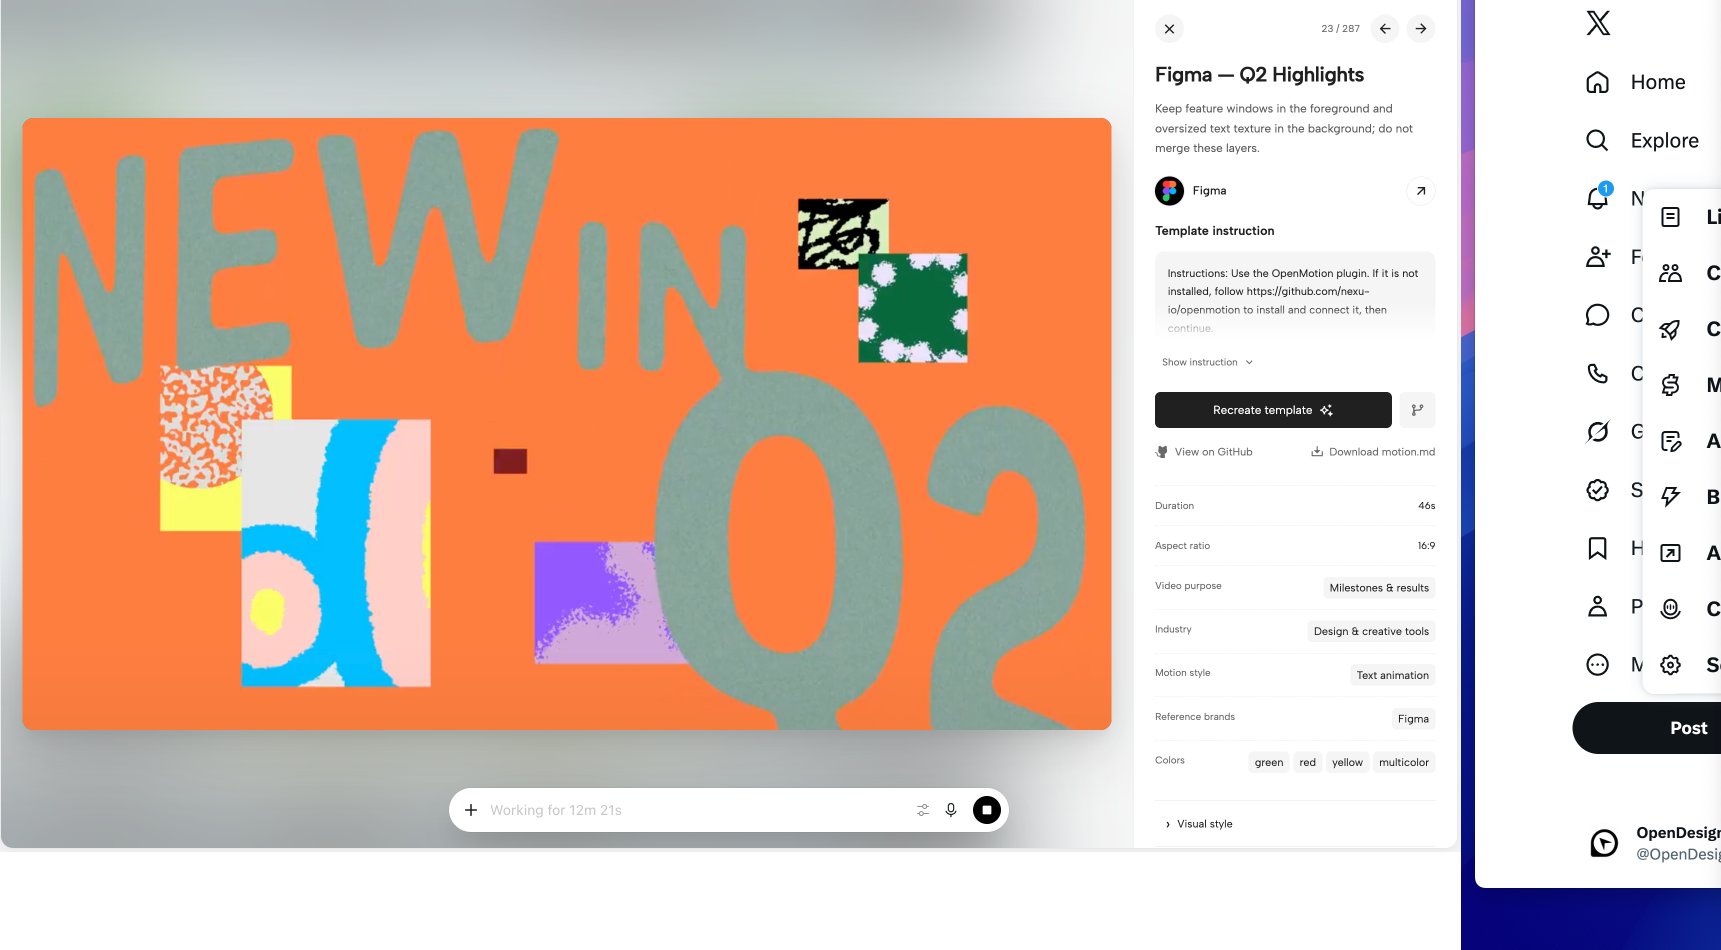 NEW IN
Q2
Working for 12m 21s
23 / 287
Figma — Q2 Highlights
Keep feature windows in the foreground and
oversized text texture in the background; do not
merge these layers.
Figma
Template instruction
Instructions: Use the OpenMotion plugin. If it is not
installed, follow https://github.com/nexu-
io/openmotion to install and connect it, then
continue.
Show instruction
Recreate template
View on GitHub
Download motion.md
Duration
46s
Aspect ratio
16:9
Video purpose
Milestones & results
Industry
Design & creative tools
Motion style
Text animation
Reference brands
Figma
Colors
green red yellow multicolor
Visual style
Home
Explore
1
N
F
C
C
G
S
H
P
M
Li
C
C
M
A
B
A
C
S
Post
OpenDesign
@OpenDesig